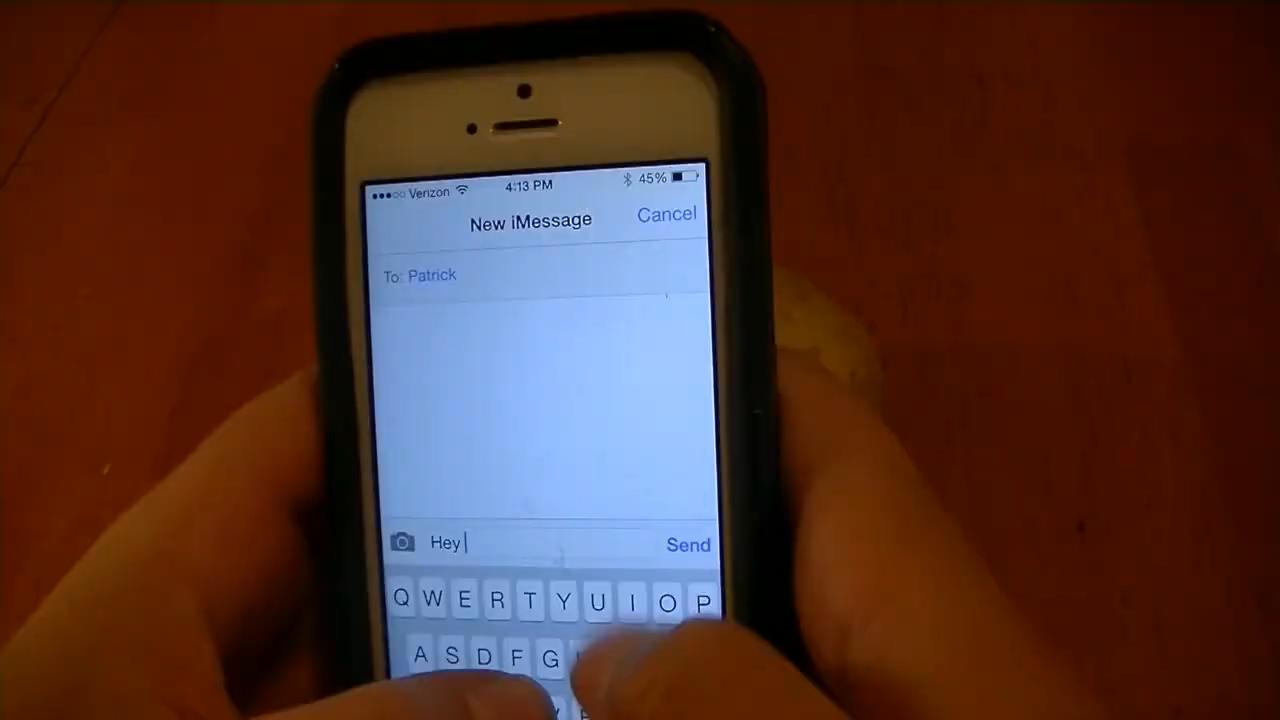 Verizon 4:13 PM 45%
New iMessage Cancel
To: Patrick
Hey Send
Q W E R T Y U I O P
A S D F G